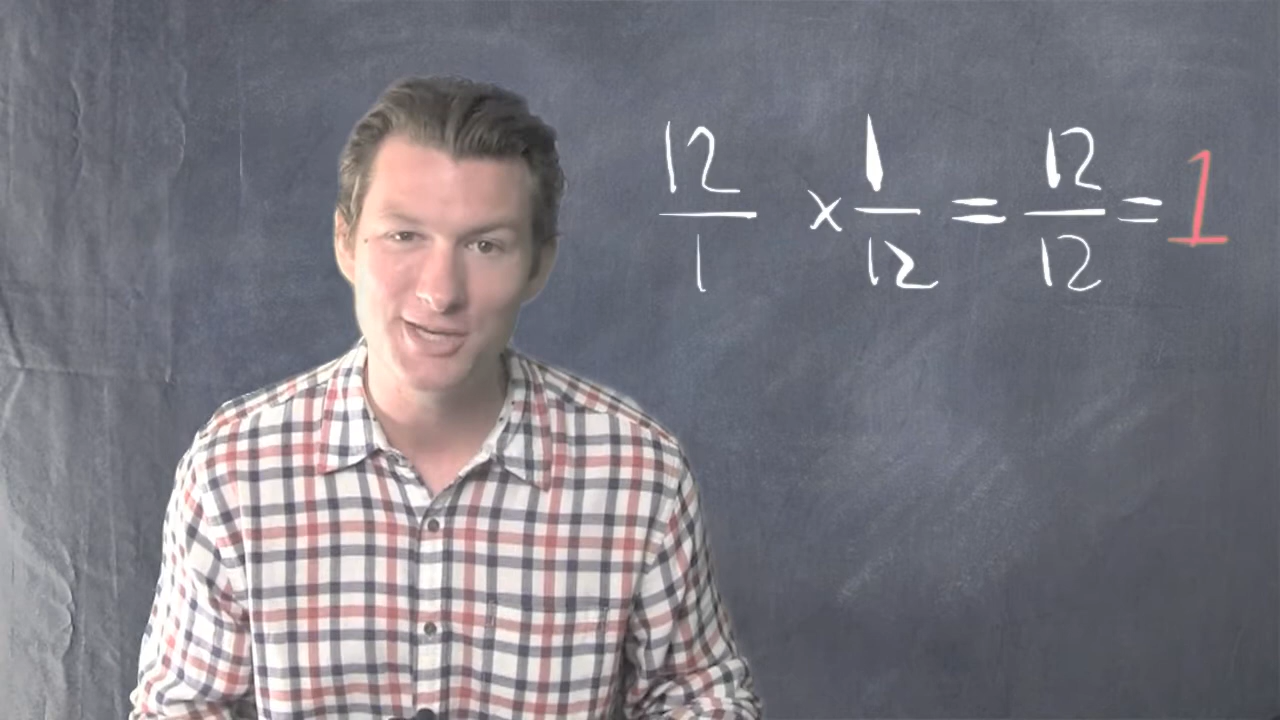 12/1 × 1/12 = 12/12 = 1